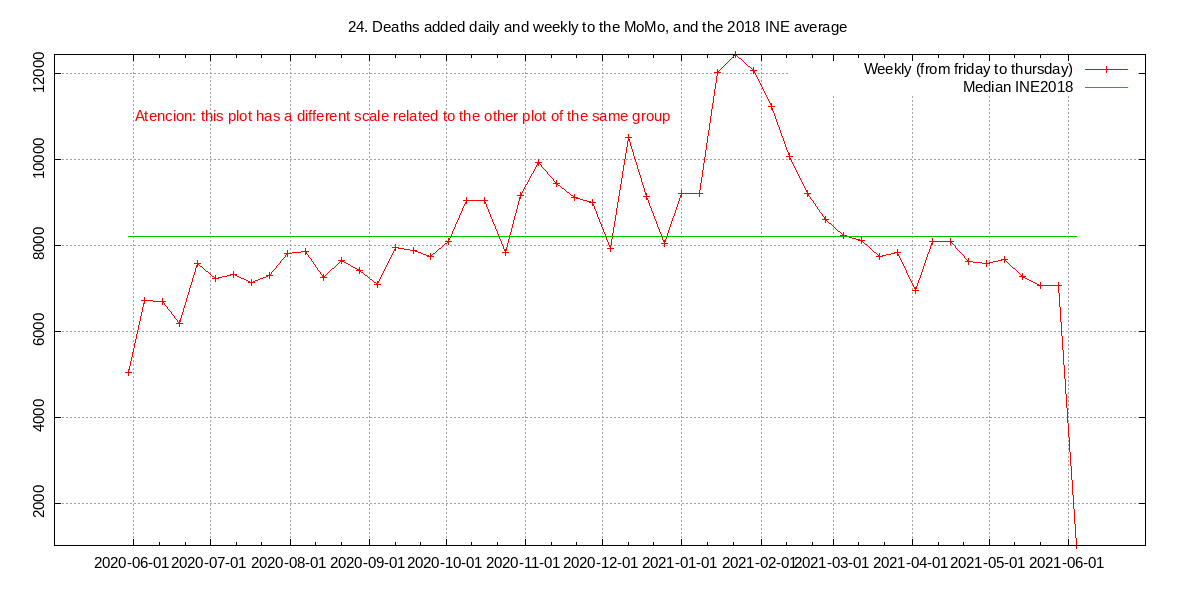 24. Deaths added daily and weekly to the MoMo, and the 2018 INE average
12000
Weekly (from friday to thursday)
Median INE2018
Atencion: this plot has a different scale related to the other plot of the same group
10000
8000
6000
4000
2000
2020-06-01 2020-07-01 2020-08-01 2020-09-01 2020-10-01 2020-11-01 2020-12-01 2021-01-01 2021-02-01 2021-03-01 2021-04-01 2021-05-01 2021-06-01